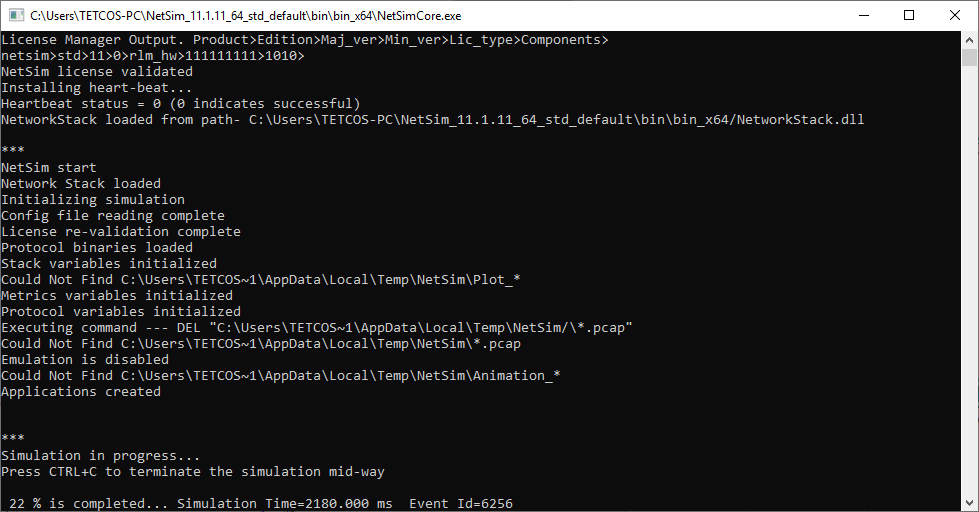 C:\Users\TETCOS-PC\NetSim_11.1.11_64_std_default\bin\bin_x64\NetSimCore.exe
License Manager Output. Product>Edition>Maj_ver>Min_ver>Lic_type>Components>
netsim>std>11>0>rlm_hw>111111111>1010>
NetSim license validated
Installing heart-beat...
Heartbeat status = 0 (0 indicates successful)
NetworkStack loaded from path- C:\Users\TETCOS-PC\NetSim_11.1.11_64_std_default\bin\bin_x64/NetworkStack.dll
***
NetSim start
Network Stack loaded
Initializing simulation
Config file reading complete
License re-validation complete
Protocol binaries loaded
Stack variables initialized
Could Not Find C:\Users\TETCOS~1\AppData\Local\Temp\NetSim\Plot_*
Metrics variables initialized
Protocol variables initialized
Executing command --- DEL "C:\Users\TETCOS~1\AppData\Local\Temp\NetSim/\*.pcap"
Could Not Find C:\Users\TETCOS~1\AppData\Local\Temp\NetSim\*.pcap
Emulation is disabled
Could Not Find C:\Users\TETCOS~1\AppData\Local\Temp\NetSim\Animation_*
Applications created
***
Simulation in progress...
Press CTRL+C to terminate the simulation mid-way
22 % is completed... Simulation Time=2180.000 ms  Event Id=6256